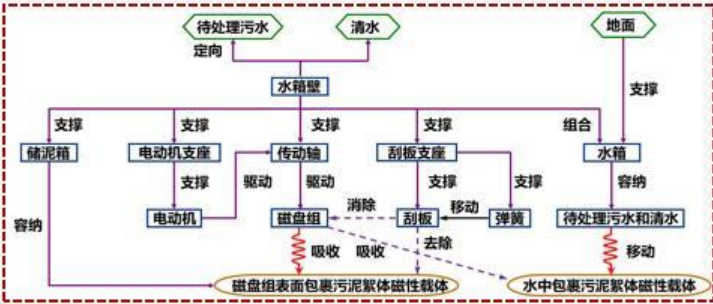 待处理污水
清水
地面
定向
水箱壁
支撑
支撑
支撑
支撑
支撑
组合
储泥箱
电动机支座
传动轴
刮板支座
水箱
支撑
驱动
驱动
支撑
支撑
容纳
消除
移动
容纳
电动机
磁盘组
刮板
弹簧
待处理污水和清水
吸收
吸收
去除
移动
磁盘组表面包裹污泥絮体磁性载体
水中包裹污泥絮体磁性载体